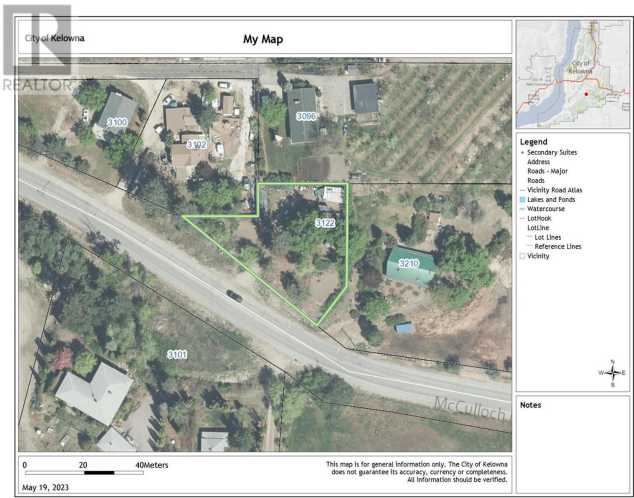 City of Kelowna
My Map
REALTOR
3100
3102
3096
3122
3210
3101
McCulloch
City of
Kelowna
Legend
Secondary Suites
Address
Roads - Major
Roads
Vicinity Road Atlas
Lakes and Ponds
Watercourse
LotHook
LotLine
Lot Lines
Reference Lines
Vicinity
N
W E
S
Notes
0 20 40Meters
May 19, 2023
This map is for general information only. The City of Kelowna
does not guarantee its accuracy, currency or completeness.
All information should be verified.